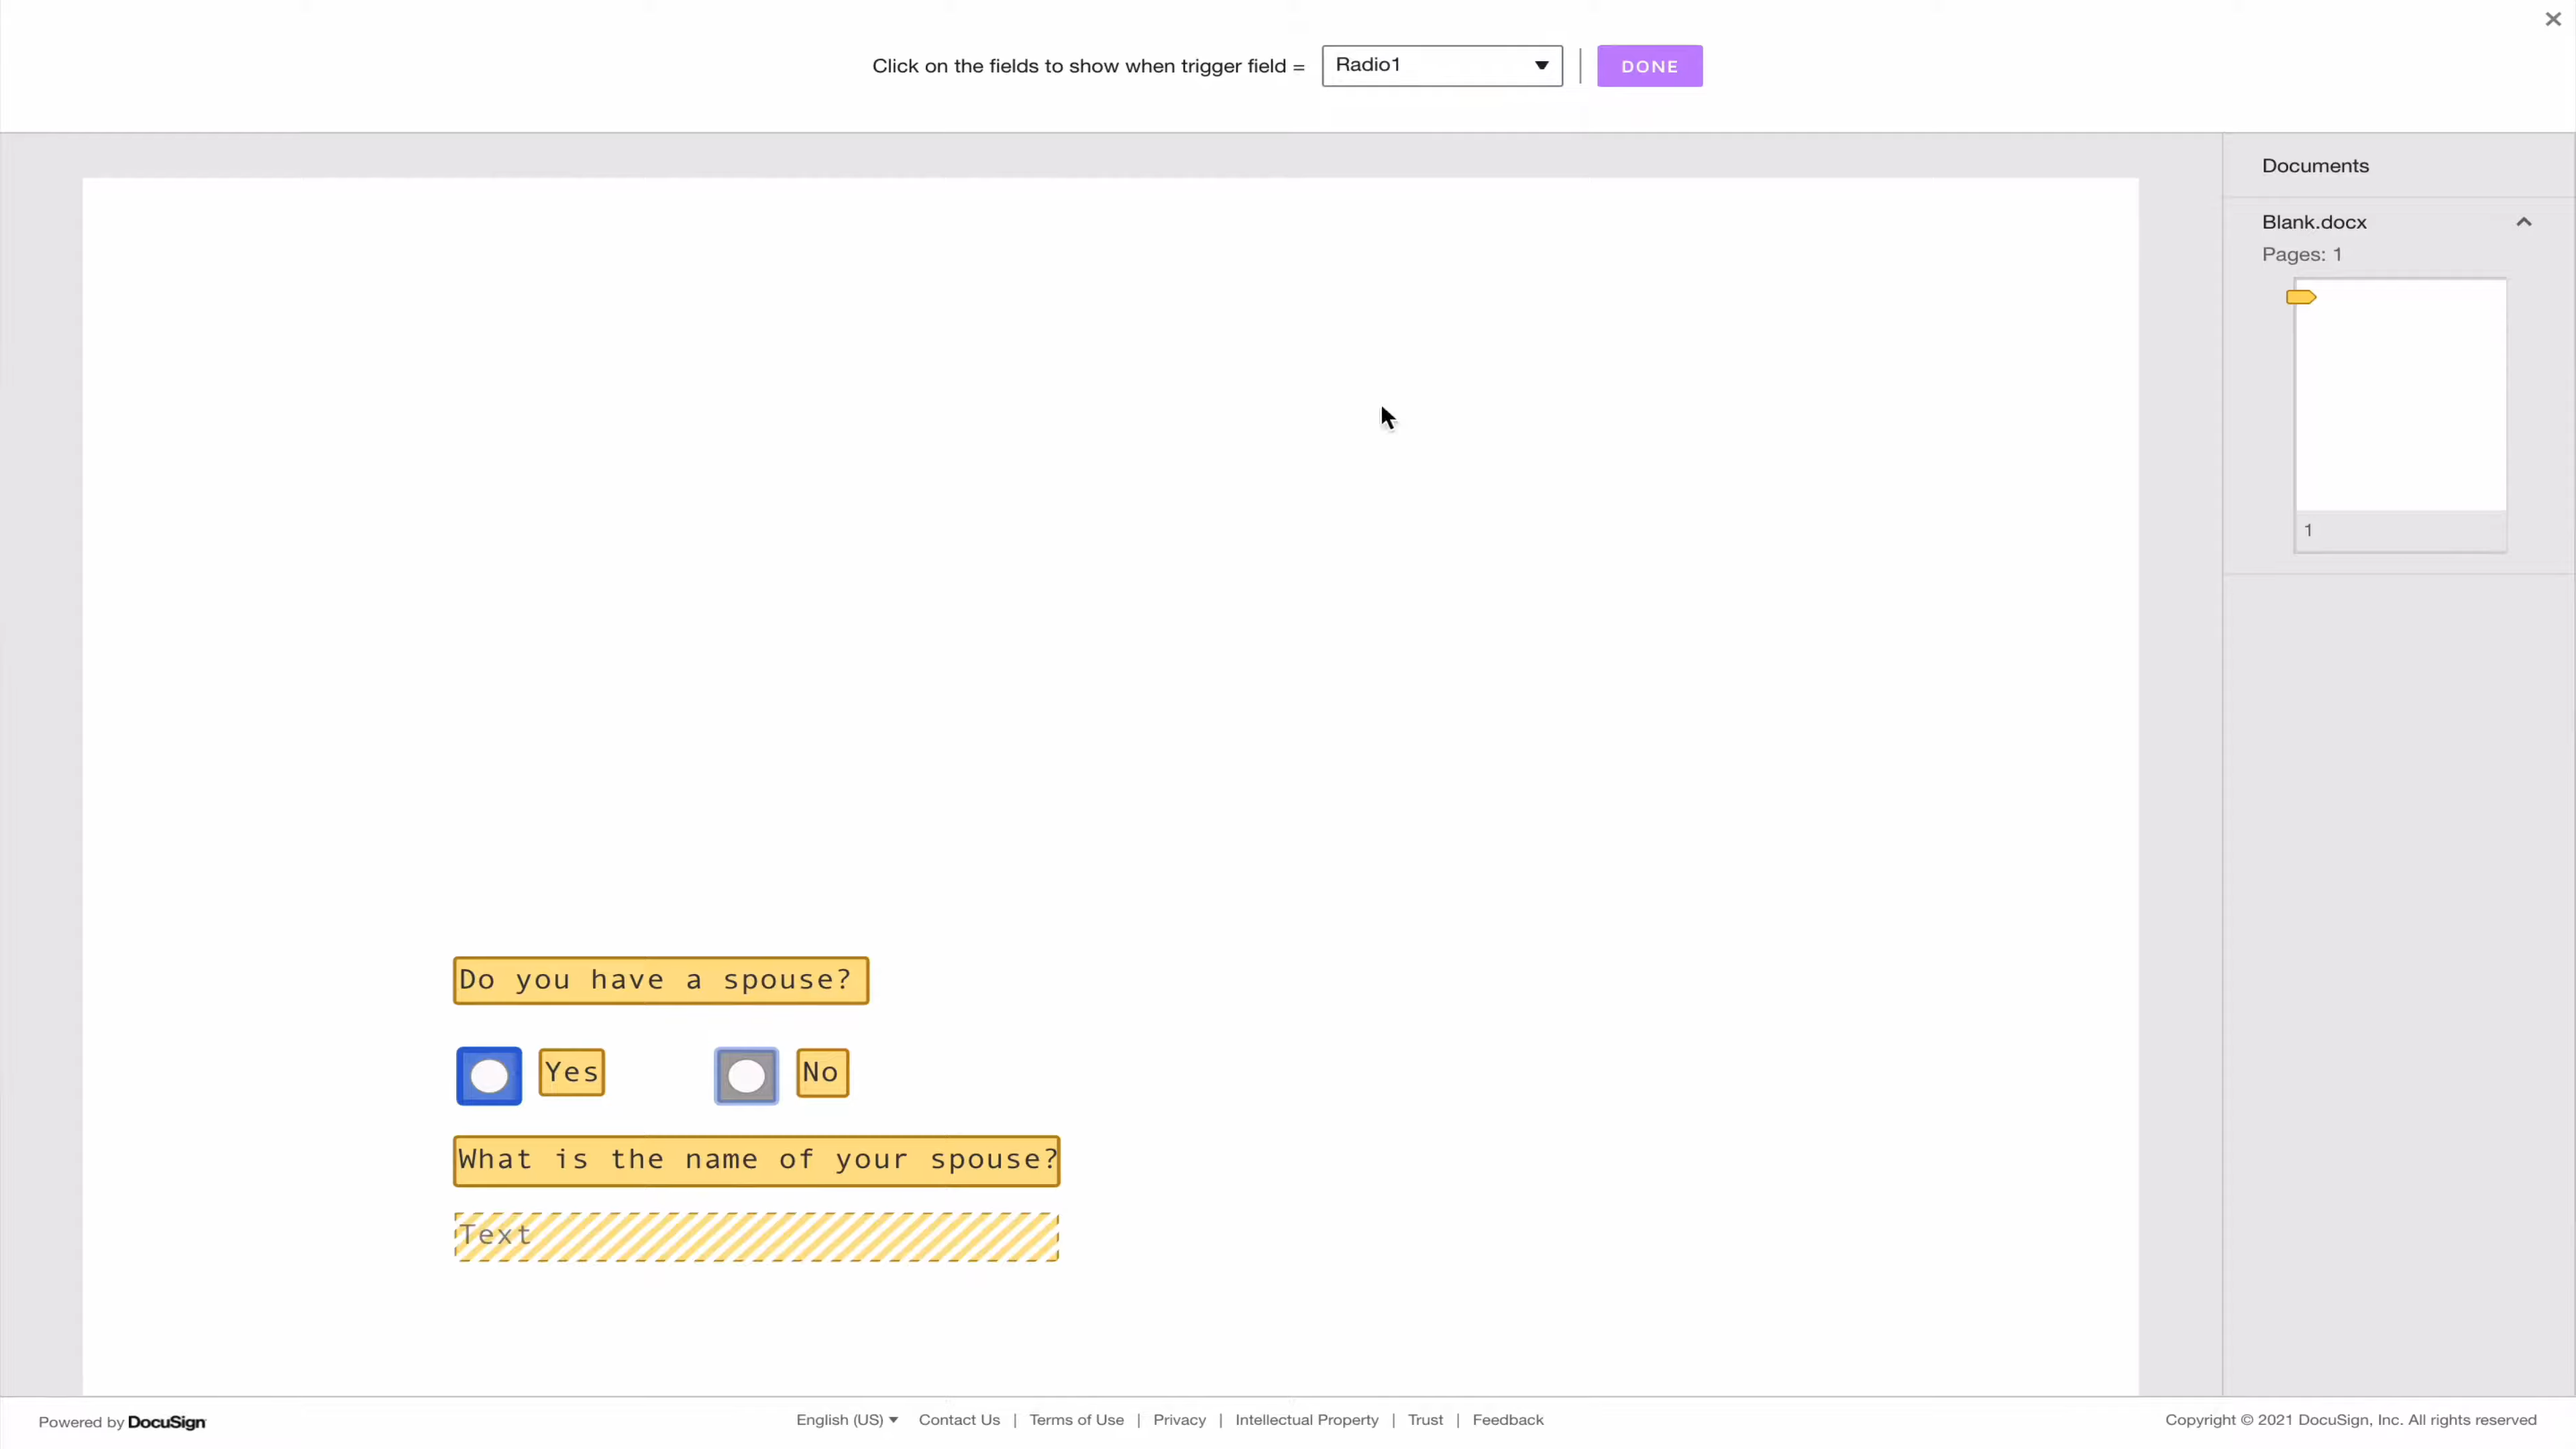 Click on the fields to show when trigger field = Radio1 DONE
Documents
Blank.docx
Pages: 1
1
Do you have a spouse?
Yes No
What is the name of your spouse?
Text
Powered by DocuSign English (US) Contact Us | Terms of Use | Privacy | Intellectual Property | Trust | Feedback Copyright © 2021 DocuSign, Inc. All rights reserved